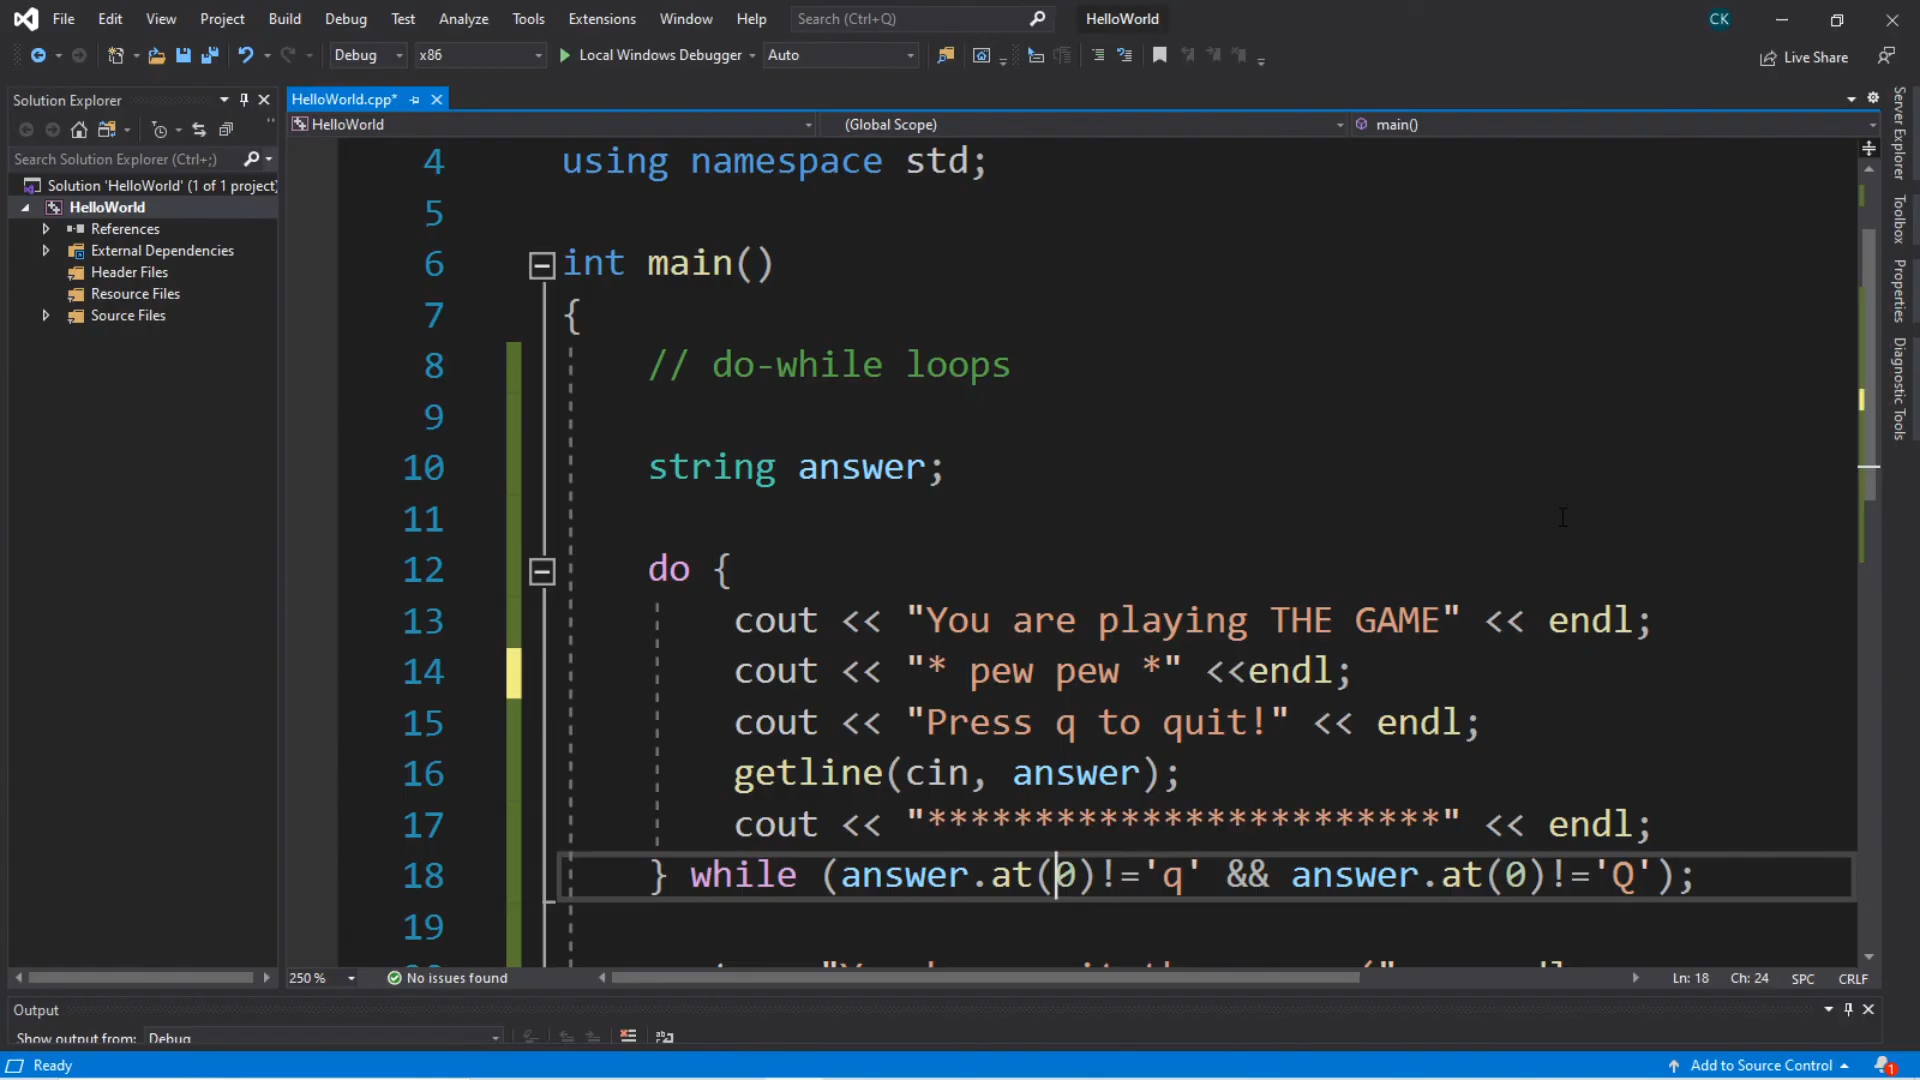 File Edit View Project Build Debug Test Analyze Tools Extensions Window Help Search (Ctrl+Q) HelloWorld CK
Debug x86 Local Windows Debugger Auto Live Share
Solution Explorer
HelloWorld.cpp*
HelloWorld (Global Scope) main()
Search Solution Explorer (Ctrl+;)
Solution 'HelloWorld' (1 of 1 project)
HelloWorld
References
External Dependencies
Header Files
Resource Files
Source Files
4 using namespace std;
5
6 int main()
7 {
8 // do-while loops
9
10 string answer;
11
12 do {
13 cout << "You are playing THE GAME" << endl;
14 cout << "* pew pew *" <<endl;
15 cout << "Press q to quit!" << endl;
16 getline(cin, answer);
17 cout << "************************" << endl;
18 } while (answer.at(0)!='q' && answer.at(0)!='Q');
19
Server Explorer
Toolbox
Properties
Diagnostic Tools
250 % No issues found Ln: 18 Ch: 24 SPC CRLF
Output
Show output from: Debug
Ready Add to Source Control 1